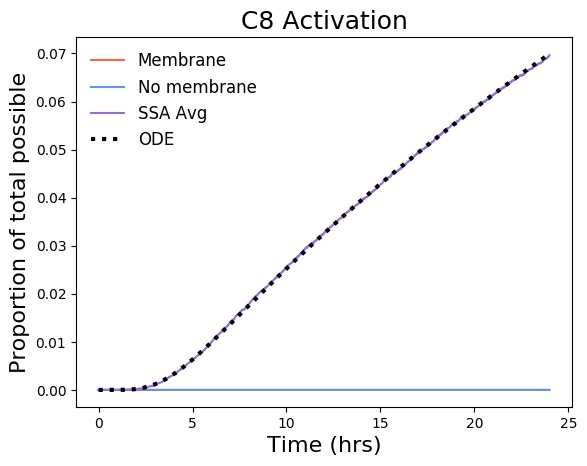 C8 Activation
Proportion of total possible
0.07
0.06
0.05
0.04
0.03
0.02
0.01
0.00
Membrane
No membrane
SSA Avg
ODE
0 5 10 15 20 25
Time (hrs)